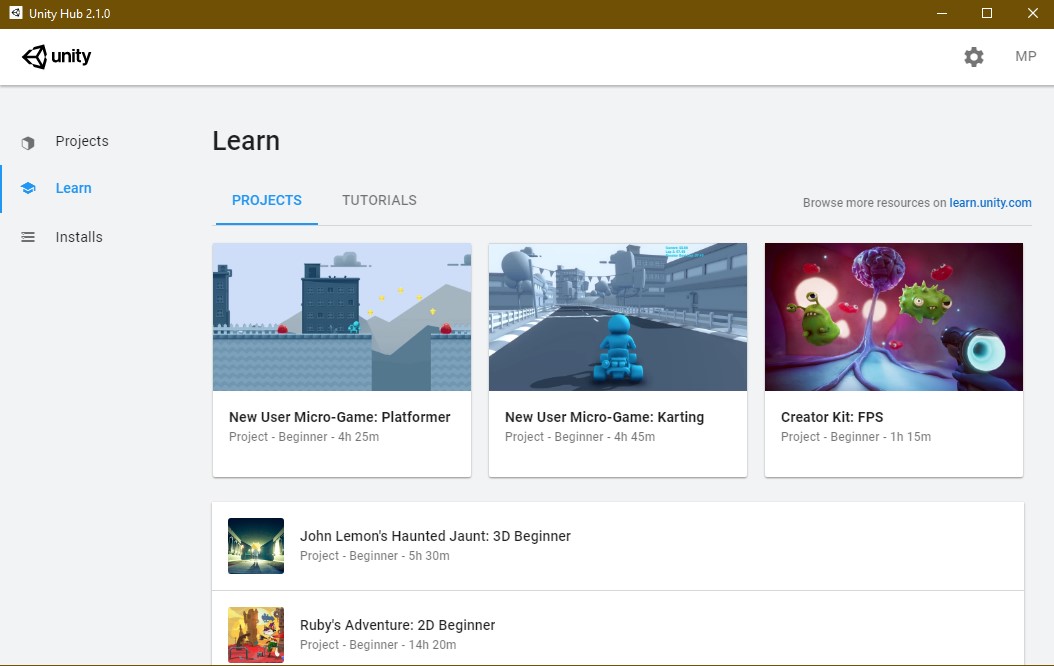 Unity Hub 2.1.0
unity
MP
Projects
Learn
Installs
Learn
PROJECTS
TUTORIALS
Browse more resources on learn.unity.com
New User Micro-Game: Platformer
Project - Beginner - 4h 25m
New User Micro-Game: Karting
Project - Beginner - 4h 45m
Creator Kit: FPS
Project - Beginner - 1h 15m
John Lemon's Haunted Jaunt: 3D Beginner
Project - Beginner - 5h 30m
Ruby's Adventure: 2D Beginner
Project - Beginner - 14h 20m